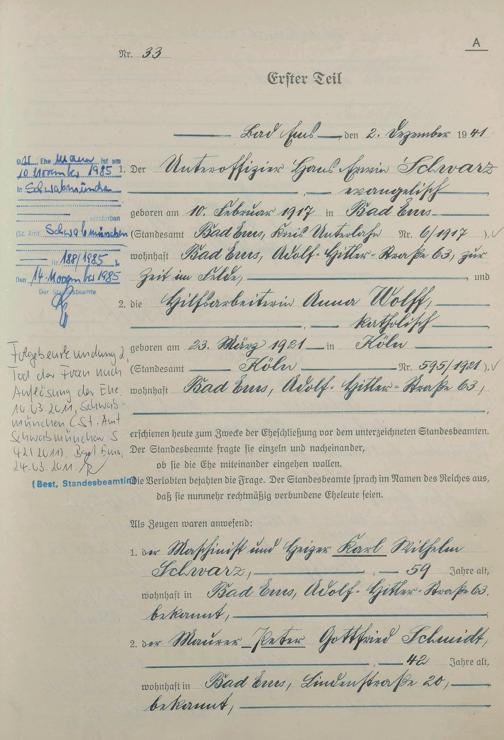 A
Nr. 33
Erster Teil
Bad Ems, den 2. Dezember 1941
1. Der Unteroffizier Hans Erwin Schwarz
evangelisch
geboren am 10. Februar 1917 in Bad Ems
(Standesamt Bad Ems, Kreis Unterlahn Nr. 6/1917)
wohnhaft Bad Ems, Adolf-Hitler-Straße 63, zur
Zeit im Felde, und
2. die Hilfsarbeiterin Anna Wolff,
katholisch
geboren am 23. März 1921 in Köln
(Standesamt Köln Nr. 595/1921)
wohnhaft Bad Ems, Adolf-Hitler-Straße 63,
erschienen heute zum Zwecke der Eheschließung vor dem unterzeichneten Standesbeamten.
Der Standesbeamte fragte sie einzeln und nacheinander,
ob sie die Ehe miteinander eingehen wollen.
Die Verlobten bejahten die Frage. Der Standesbeamte sprach im Namen des Reiches aus,
daß sie nunmehr rechtmäßig verbundene Eheleute seien.
Als Zeugen waren anwesend:
1. der Maschinist und Heizer Karl Wilhelm
Schwarz,
59 Jahre alt,
wohnhaft in Bad Ems, Adolf-Hitler-Straße 63.
bekannt,
2. der Maurer Peter Gottfried Schmidt,
42 Jahre alt,
wohnhaft in Bad Ems, Lindenstraße 20,
bekannt,
Ehe Mann ist am
10. November 1985
in Schwabmünchen
verstorben
(St. Amt Schwabmünchen
Nr. 188/1985
Den 14. November 1985
Der Standesbeamte
Folgebeurkundung 2,
Tod der Frau nach
Auflösung der Ehe
10.03.2011, Schwab-
münchen (St. Amt
Schwabmünchen S
42/2011). Bad Ems,
24.03.2011
(Best, Standesbeamtin)